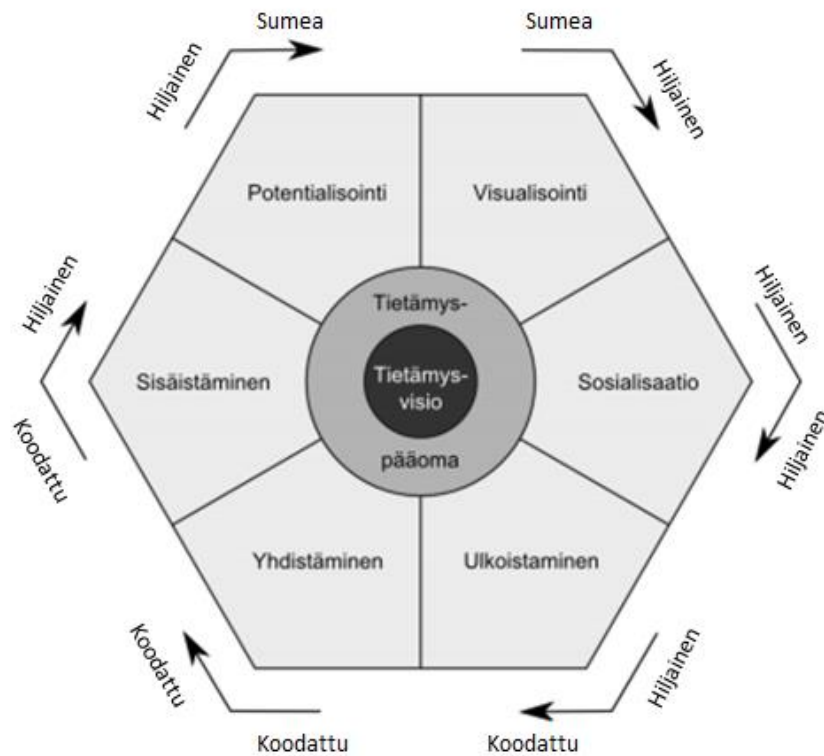 Sumea
Sumea
Hiljainen
Hiljainen
Potentialisointi
Visualisointi
Hiljainen
Hiljainen
Tietämys-
Sisäistäminen
Tietämys-
visio
Sosialisaatio
Koodattu
Hiljainen
pääoma
Yhdistäminen
Ulkoistaminen
Koodattu
Hiljainen
Koodattu
Koodattu